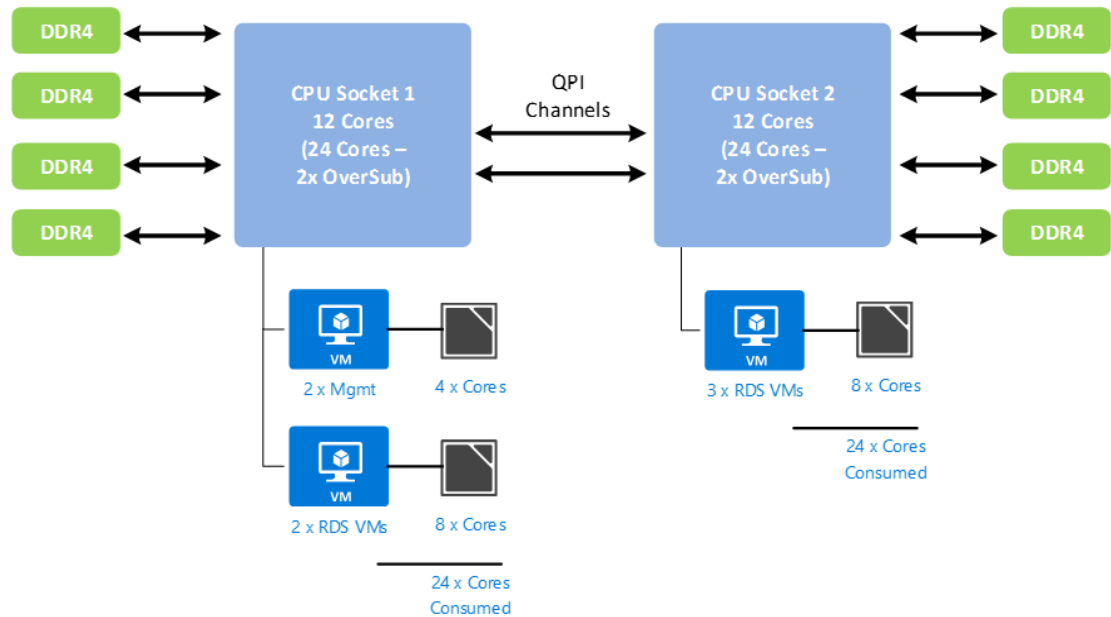 DDR4
DDR4
DDR4
DDR4
CPU Socket 1
12 Cores
(24 Cores –
2x OverSub)
QPI
Channels
CPU Socket 2
12 Cores
(24 Cores –
2x OverSub)
DDR4
DDR4
DDR4
DDR4
VM
2 x Mgmt
4 x Cores
VM
2 x RDS VMs
8 x Cores
24 x Cores
Consumed
VM
3 x RDS VMs
8 x Cores
24 x Cores
Consumed